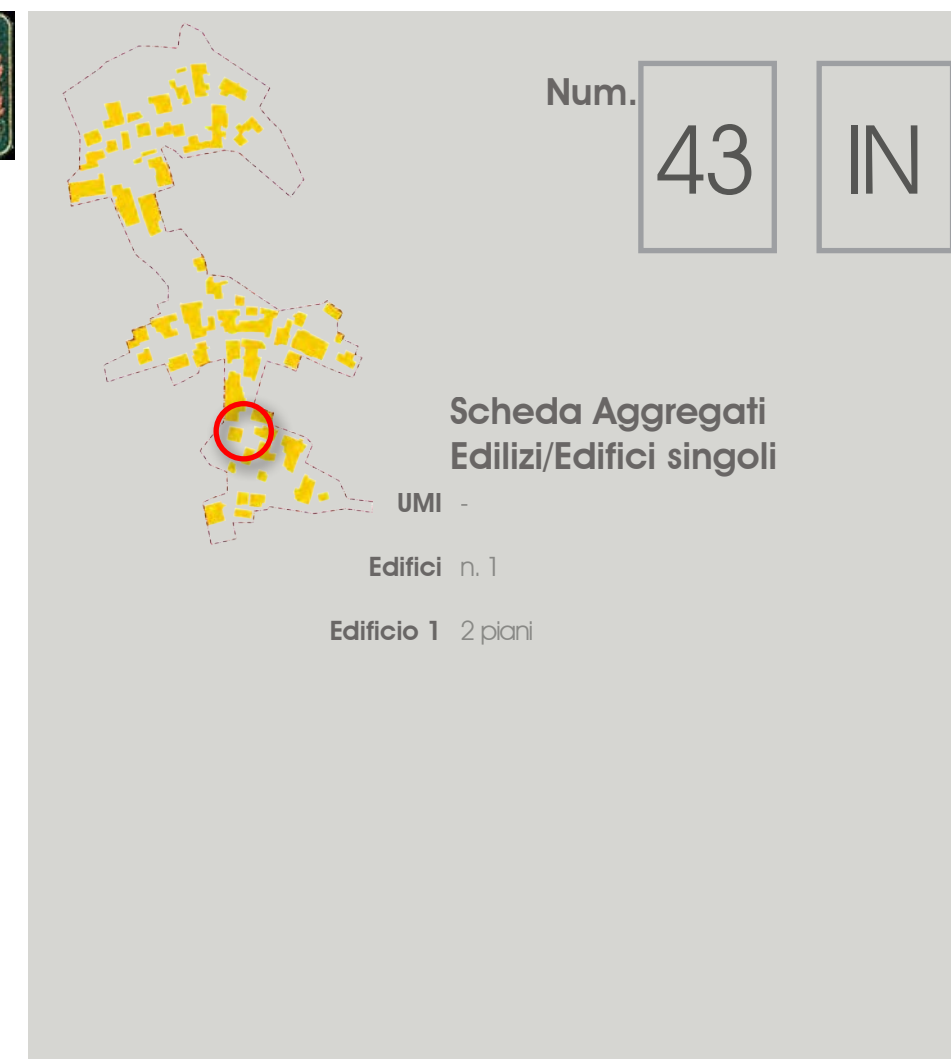 Num.
43
IN
Scheda Aggregati
Edilizi/Edifici singoli
UMI -
Edifici n. 1
Edificio 1 2 piani